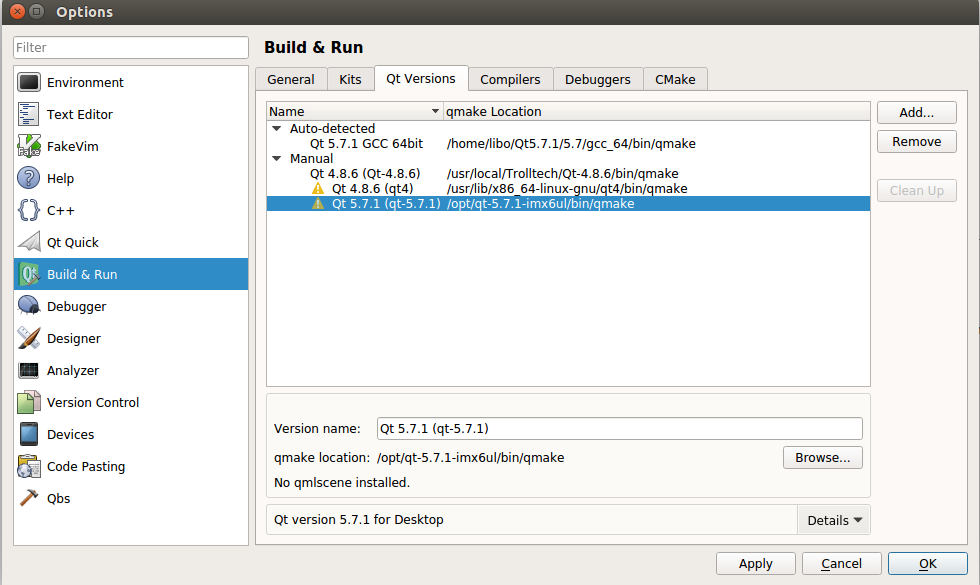 Options
Filter
Environment
Text Editor
FakeVim
Help
C++
Qt Quick
Build & Run
Debugger
Designer
Analyzer
Version Control
Devices
Code Pasting
Qbs
Build & Run
General Kits Qt Versions Compilers Debuggers CMake
Name qmake Location
Auto-detected
Qt 5.7.1 GCC 64bit /home/libo/Qt5.7.1/5.7/gcc_64/bin/qmake
Manual
Qt 4.8.6 (Qt-4.8.6) /usr/local/Trolltech/Qt-4.8.6/bin/qmake
Qt 4.8.6 (qt4) /usr/lib/x86_64-linux-gnu/qt4/bin/qmake
Qt 5.7.1 (qt-5.7.1) /opt/qt-5.7.1-imx6ul/bin/qmake
Add...
Remove
Clean Up
Version name: Qt 5.7.1 (qt-5.7.1)
qmake location: /opt/qt-5.7.1-imx6ul/bin/qmake Browse...
No qmlscene installed.
Qt version 5.7.1 for Desktop Details
Apply Cancel OK